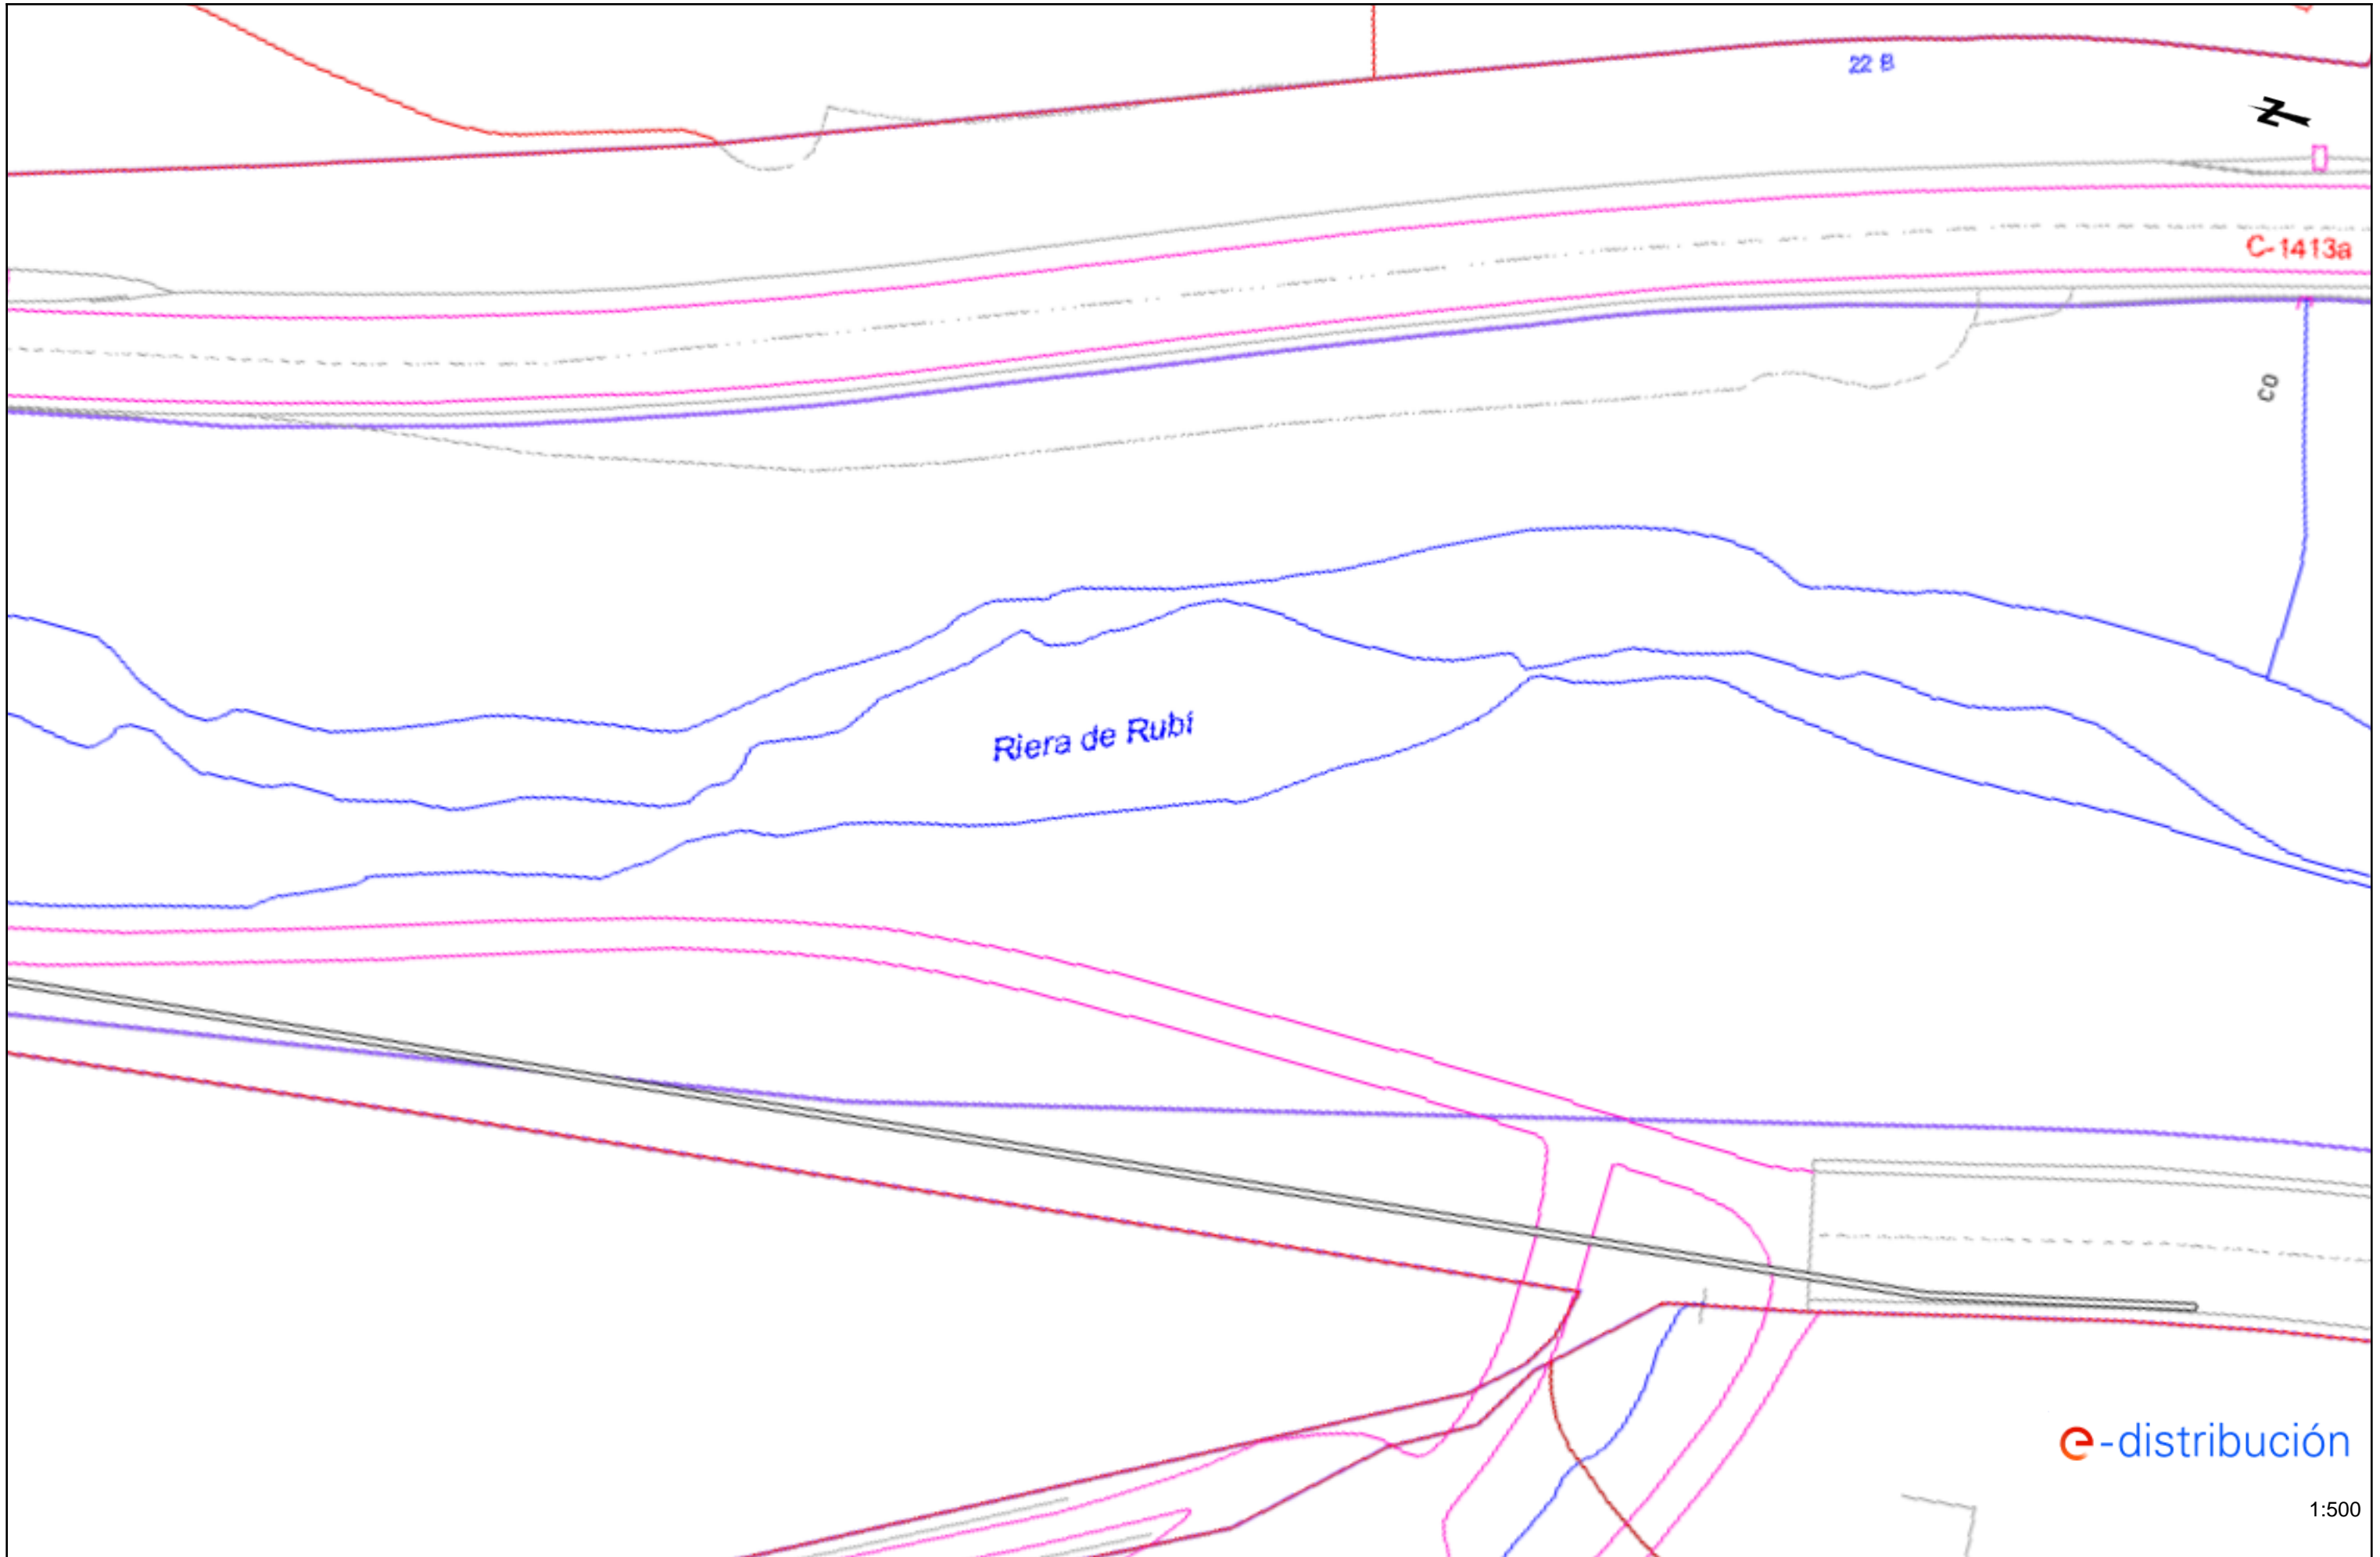 22 B
N
C-1413a
co
Riera de Rubí
e-distribución
1:500